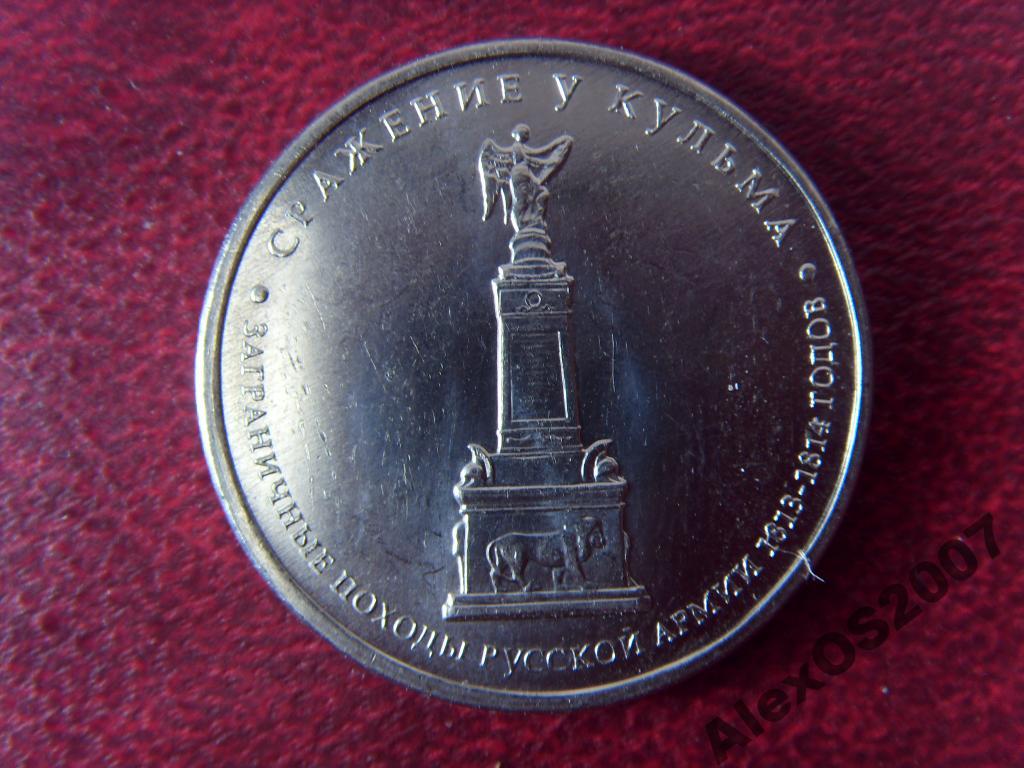 СРАЖЕНИЕ У КУЛЬМА
ЗАГРАНИЧНЫЕ ПОХОДЫ РУССКОЙ АРМИИ 1813-1814 ГОДОВ
AlexOS2007